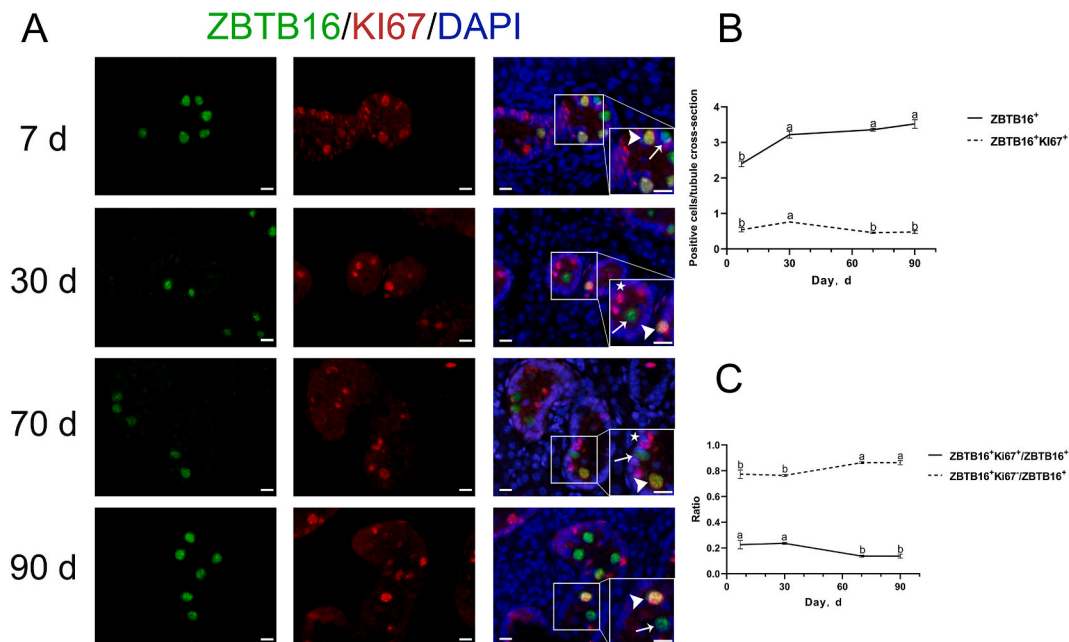 A
ZBTB16/KI67/DAPI
7 d
30 d
70 d
90 d
B
Positive cells/tubule cross-section
4
3
2
1
0
b
a
a
a
b
a
b
b
0
30
60
90
Day, d
ZBTB16⁺
ZBTB16⁺KI67⁺
C
Ratio
1.0
0.8
0.6
0.4
0.2
0.0
b
b
a
a
a
a
b
b
0
30
60
90
Day, d
ZBTB16⁺Ki67⁺/ZBTB16⁺
ZBTB16⁺Ki67⁻/ZBTB16⁺